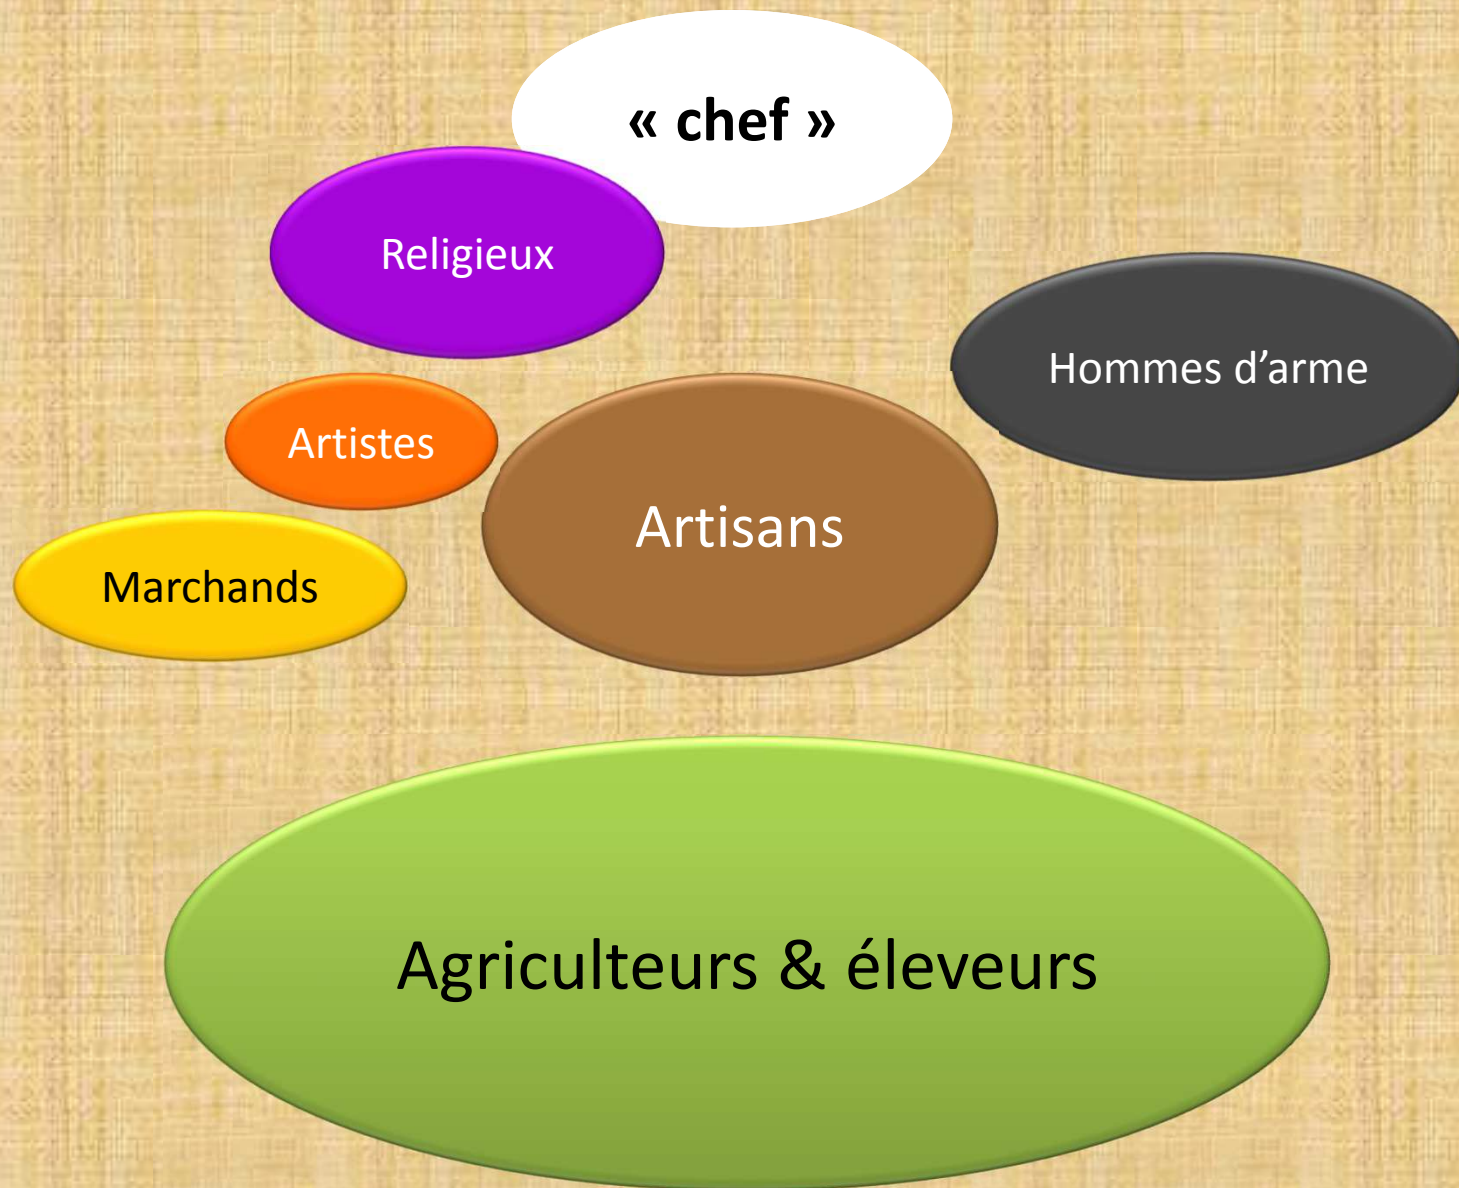 « chef »
Religieux
Hommes d’arme
Artistes
Artisans
Marchands
Agriculteurs & éleveurs